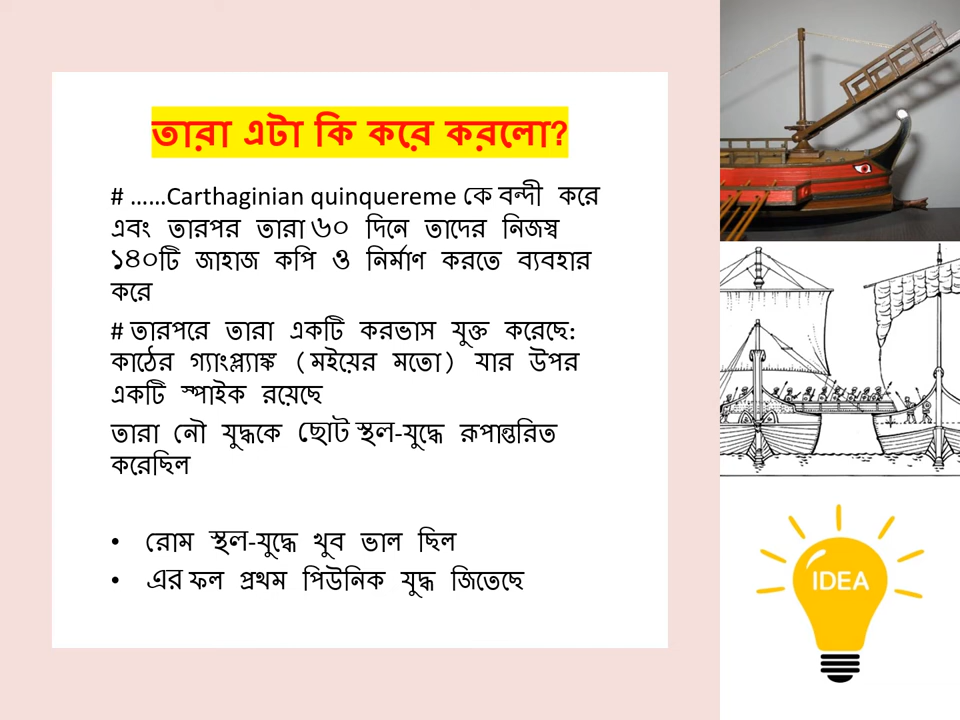 তারা এটা কি করে করলো?
# ……Carthaginian quinquereme কে বন্দী করে
এবং তারপর তারা ৬০ দিনে তাদের নিজস্ব
১৪০টি জাহাজ কপি ও নির্মাণ করতে ব্যবহার
করে
# তারপরে তারা একটি করভাস যুক্ত করেছে:
কাঠের গ্যাংপ্ল্যাঙ্ক (মইয়ের মতো) যার উপর
একটি স্পাইক রয়েছে
তারা নৌ যুদ্ধকে ছোট স্থল-যুদ্ধে রূপান্তরিত
করেছিল
• রোম স্থল-যুদ্ধে খুব ভাল ছিল
• এর ফল প্রথম পিউনিক যুদ্ধ জিতেছে
IDEA